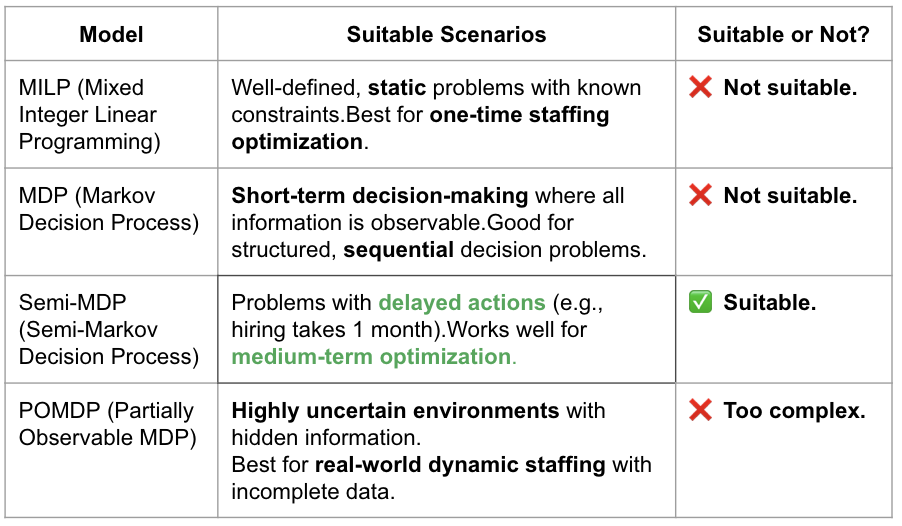 Model
Suitable Scenarios
Suitable or Not?
MILP (Mixed
Integer Linear
Programming)
Well-defined, static problems with known
constraints.Best for one-time staffing
optimization.
❌ Not suitable.
MDP (Markov
Decision Process)
Short-term decision-making where all
information is observable.Good for
structured, sequential decision problems.
❌ Not suitable.
Semi-MDP
(Semi-Markov
Decision Process)
Problems with delayed actions (e.g.,
hiring takes 1 month).Works well for
medium-term optimization.
✅ Suitable.
POMDP (Partially
Observable MDP)
Highly uncertain environments with
hidden information.
Best for real-world dynamic staffing with
incomplete data.
❌ Too complex.